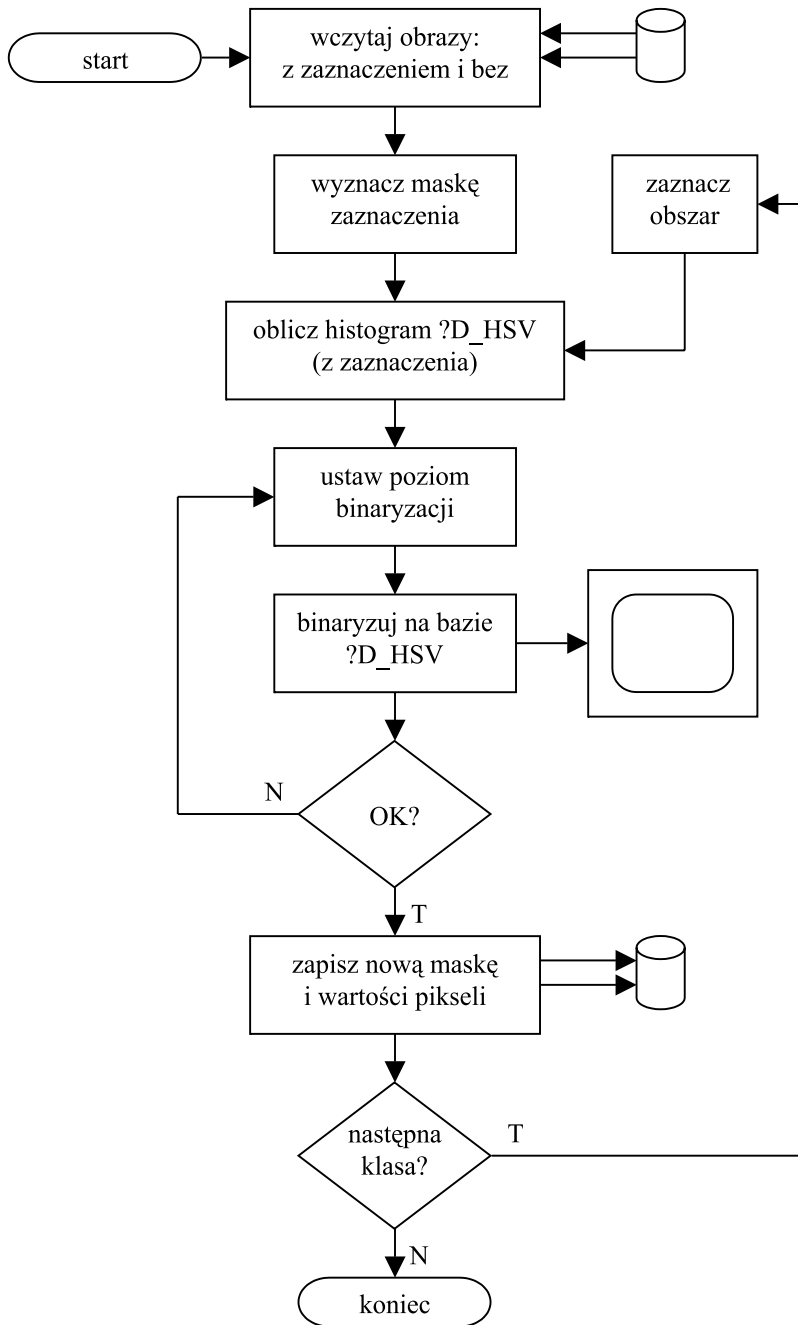 start
wczytaj obrazy:
z zaznaczeniem i bez
wyznacz maskę
zaznaczenia
zaznacz
obszar
oblicz histogram ?D_HSV
(z zaznaczenia)
ustaw poziom
binaryzacji
binaryzuj na bazie
?D_HSV
N
OK?
T
zapisz nową maskę
i wartości pikseli
następna
klasa?
T
N
koniec